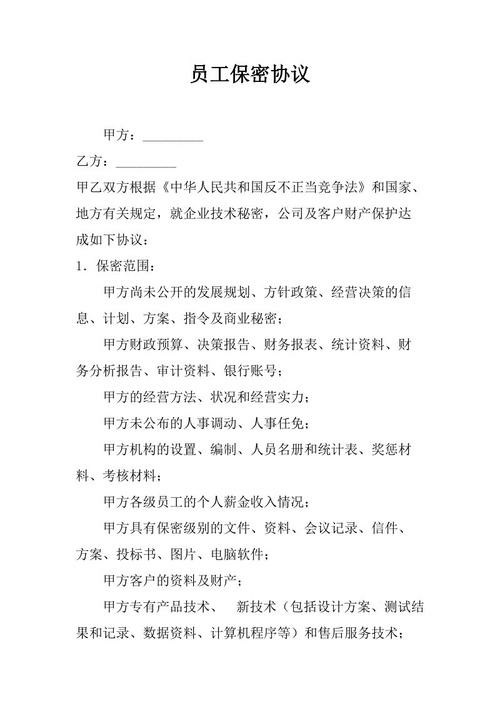 员工保密协议
甲方：_________
乙方：_________
甲乙双方根据《中华人民共和国反不正当竞争法》和国家、
地方有关规定，就企业技术秘密，公司及客户财产保护达
成如下协议：
1．保密范围：
甲方尚未公开的发展规划、方针政策、经营决策的信
息、计划、方案、指令及商业秘密；
甲方财政预算、决策报告、财务报表、统计资料、财
务分析报告、审计资料、银行账号；
甲方的经营方法、状况和经营实力；
甲方未公布的人事调动、人事任免；
甲方机构的设置、编制、人员名册和统计表、奖惩材
料、考核材料；
甲方各级员工的个人薪金收入情况；
甲方具有保密级别的文件、资料、会议记录、信件、
方案、投标书、图片、电脑软件；
甲方客户的资料及财产；
甲方专有产品技术、　新技术（包括设计方案、测试结
果和记录、数据资料、计算机程序等）和售后服务技术；